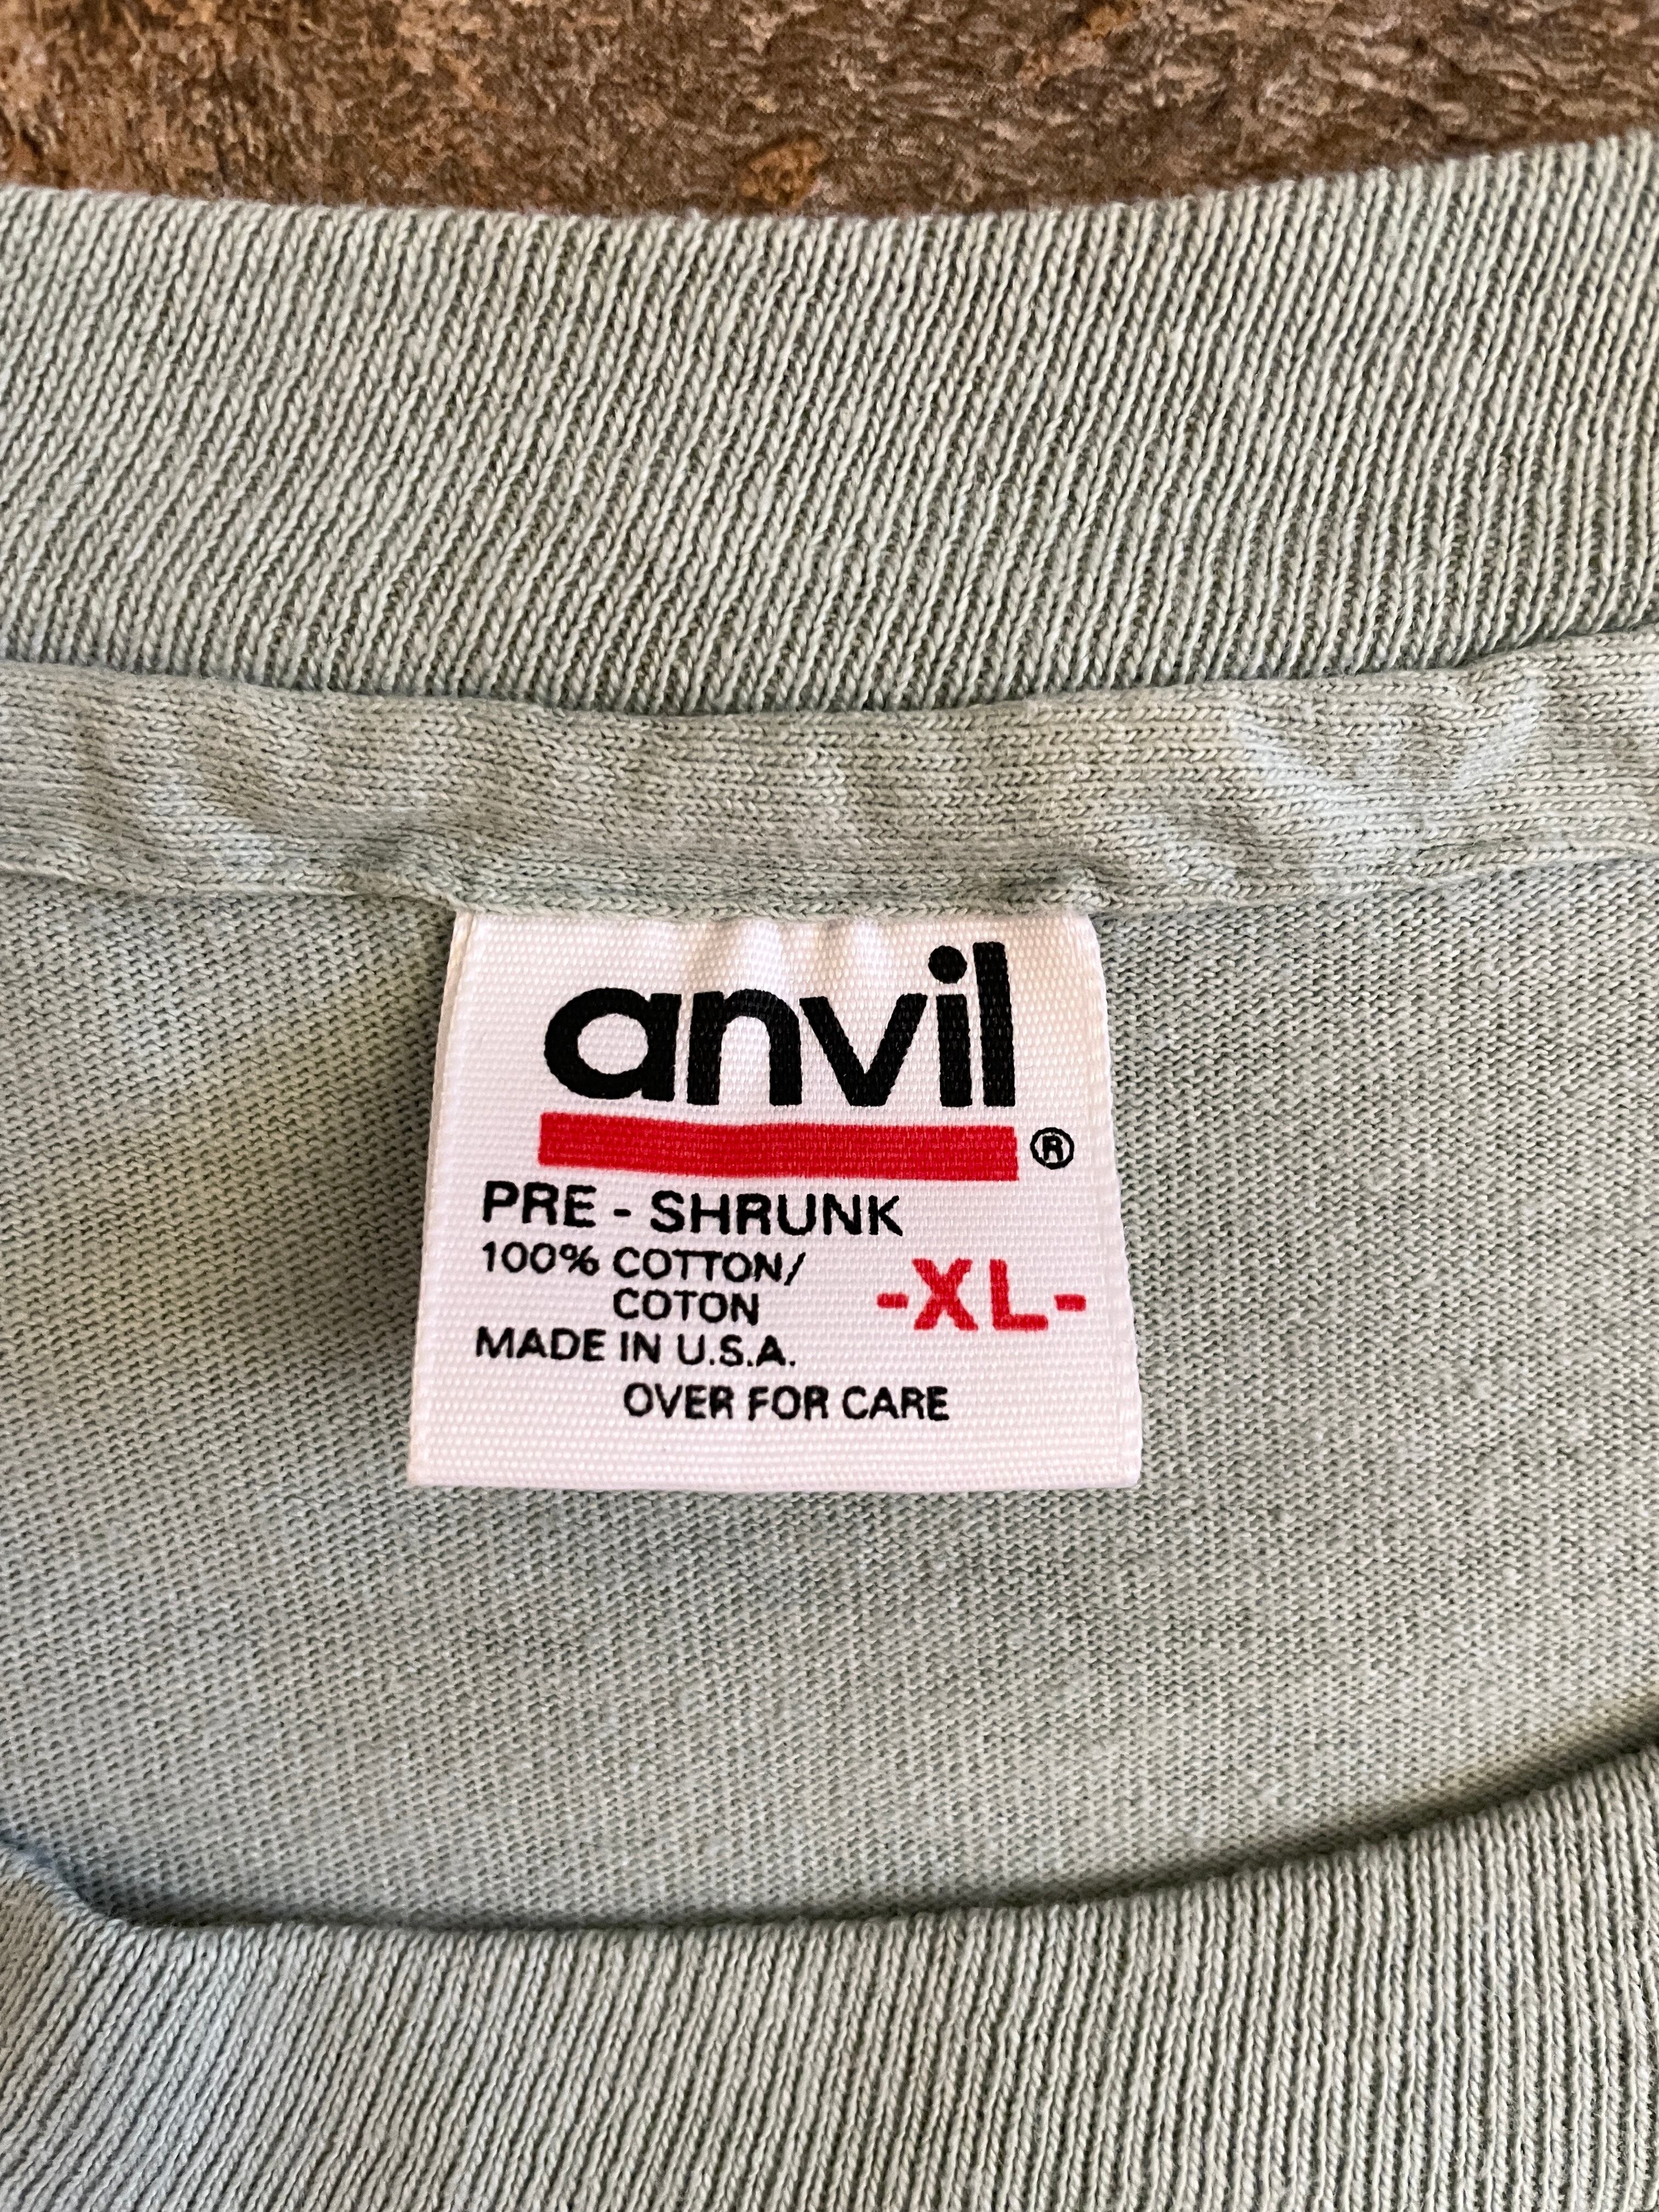 anvil
®
PRE - SHRUNK
100% COTTON/
COTON
-XL-
MADE IN U.S.A.
OVER FOR CARE